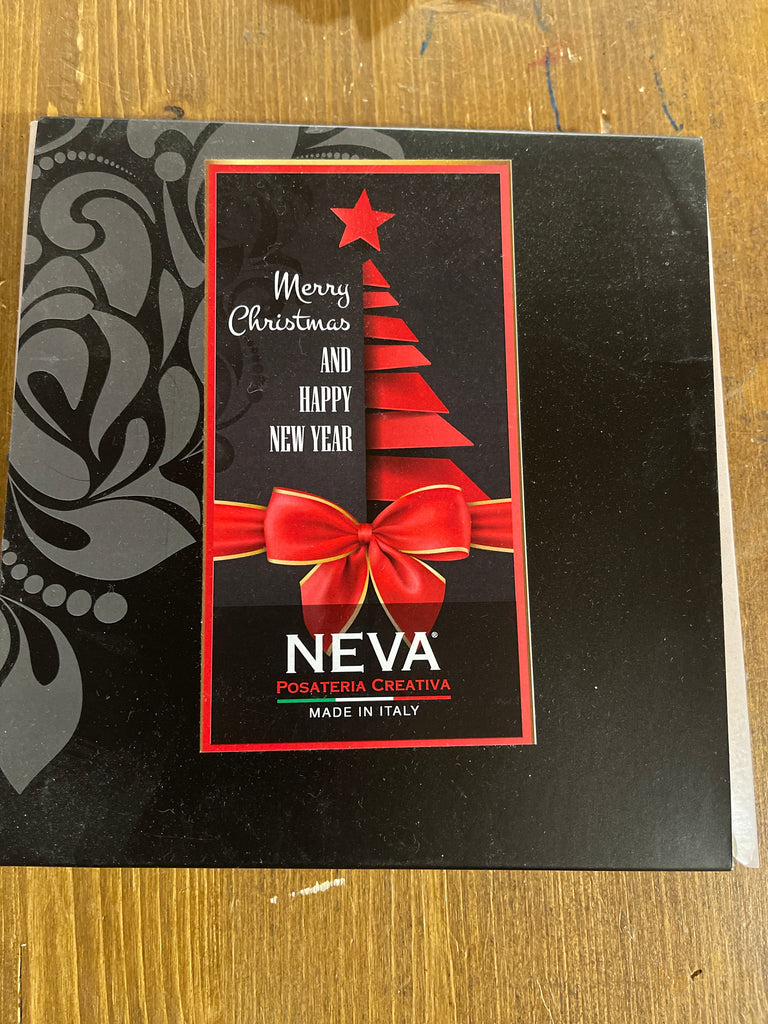 Merry
Christmas
AND
HAPPY
NEW YEAR
NEVA®
POSATERIA CREATIVA
MADE IN ITALY